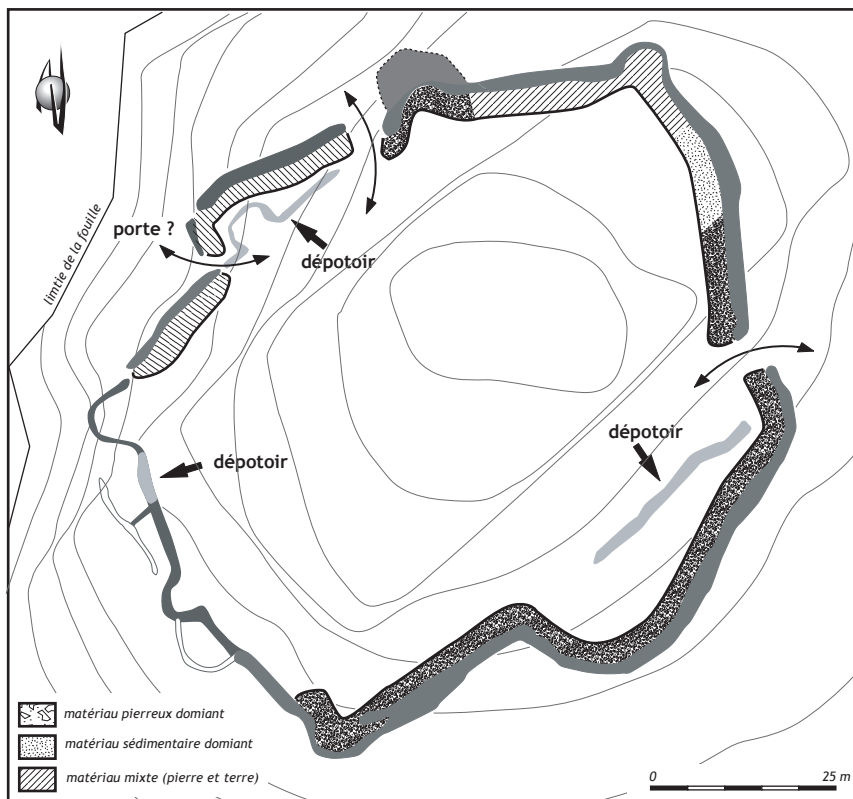 limtie de la fouille
porte ?
dépotoir
dépotoir
dépotoir
matériau pierreux domiant
matériau sédimentaire domiant
matériau mixte (pierre et terre)
0 25 m